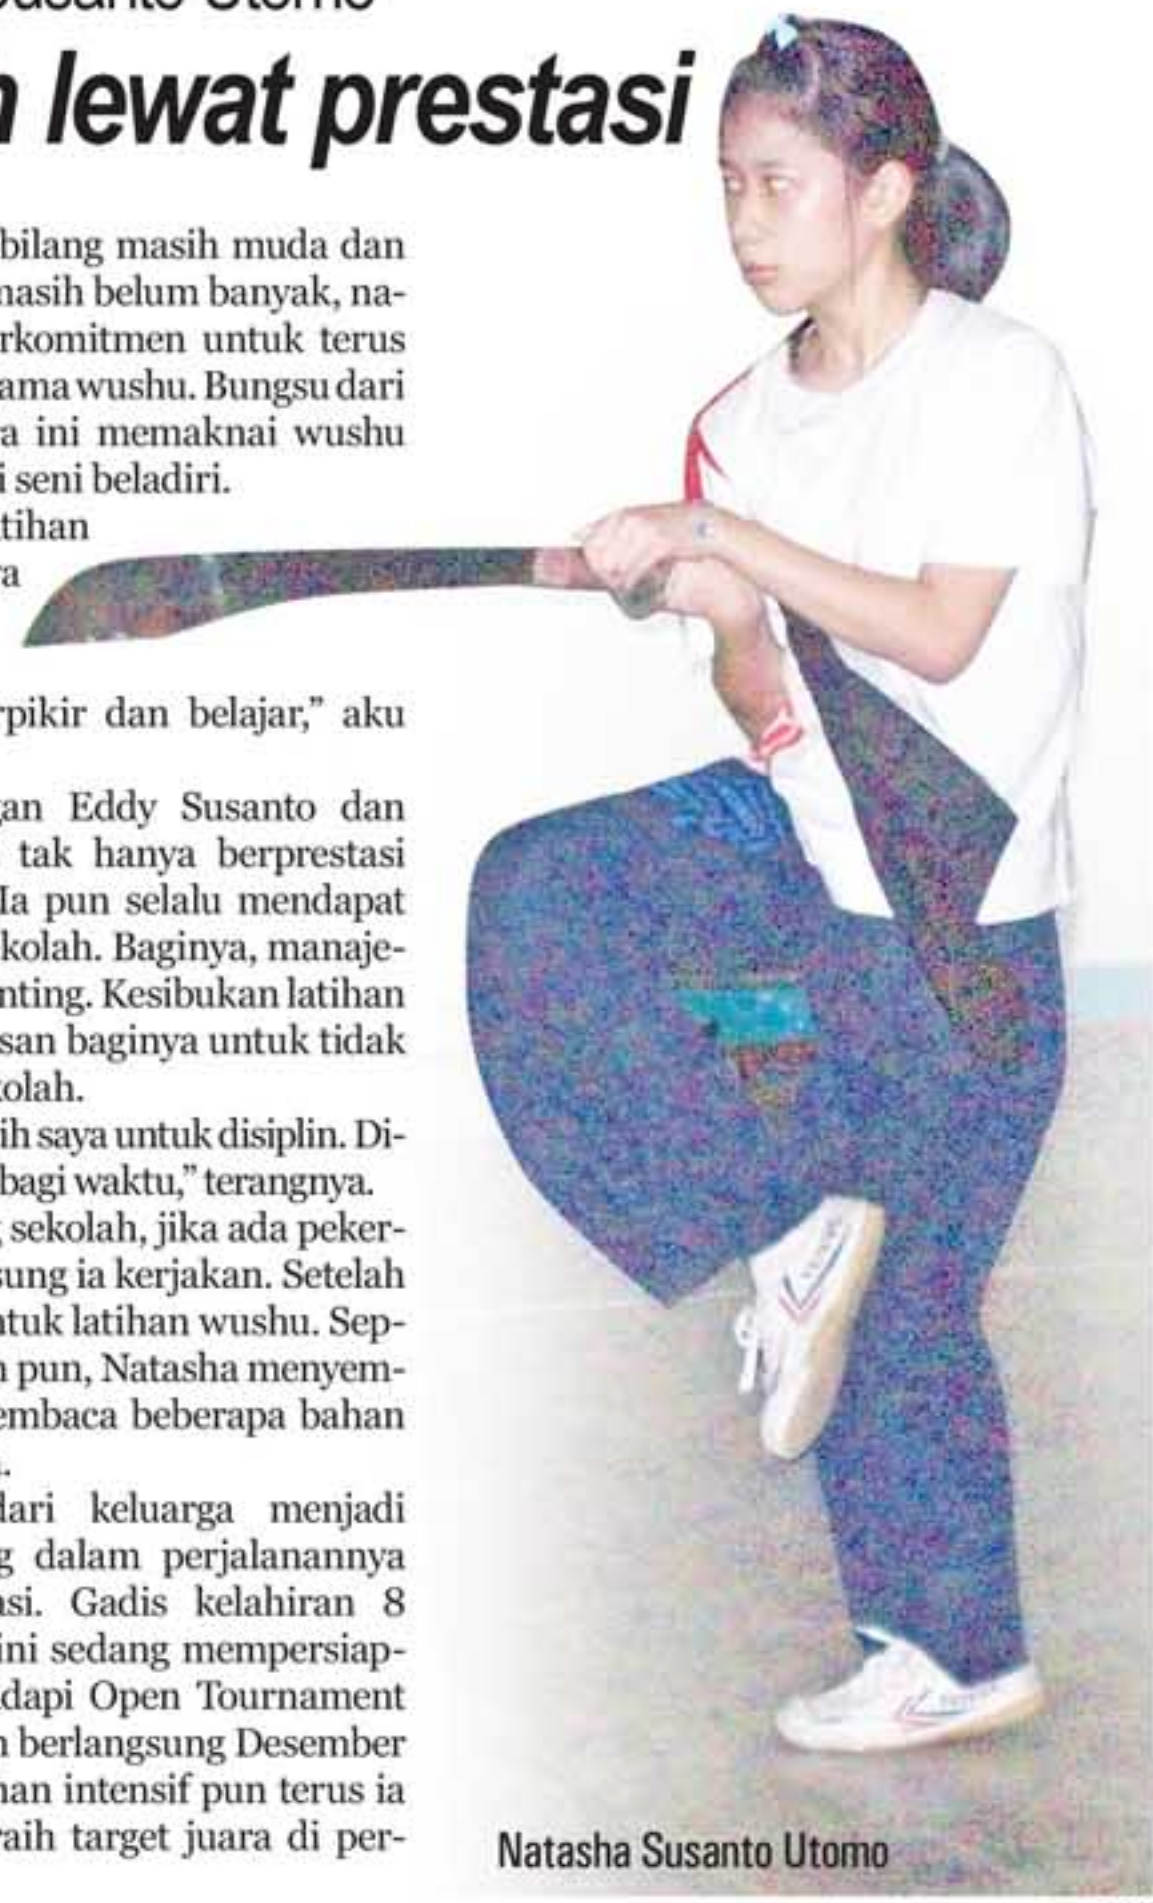 Susanto Utomo
lewat prestasi
bilang masih muda dan
masih belum banyak, na-
rkomitmen untuk terus
ama wushu. Bungsu dari
a ini memaknai wushu
i seni beladiri.
tihan
a
rpikir dan belajar,” aku
gan Eddy Susanto dan
tak hanya berprestasi
Ia pun selalu mendapat
kolah. Baginya, manaje-
nting. Kesibukan latihan
san baginya untuk tidak
kolah.
ih saya untuk disiplin. Di-
bagi waktu,” terangnya.
sekolah, jika ada peker-
sung ia kerjakan. Setelah
ntuk latihan wushu. Sep-
n pun, Natasha menyem-
embaca beberapa bahan
dari keluarga menjadi
g dalam perjalanannya
asi. Gadis kelahiran 8
ini sedang mempersiap-
dapi Open Tournament
n berlangsung Desember
han intensif pun terus ia
raih target juara di per-
Natasha Susanto Utomo